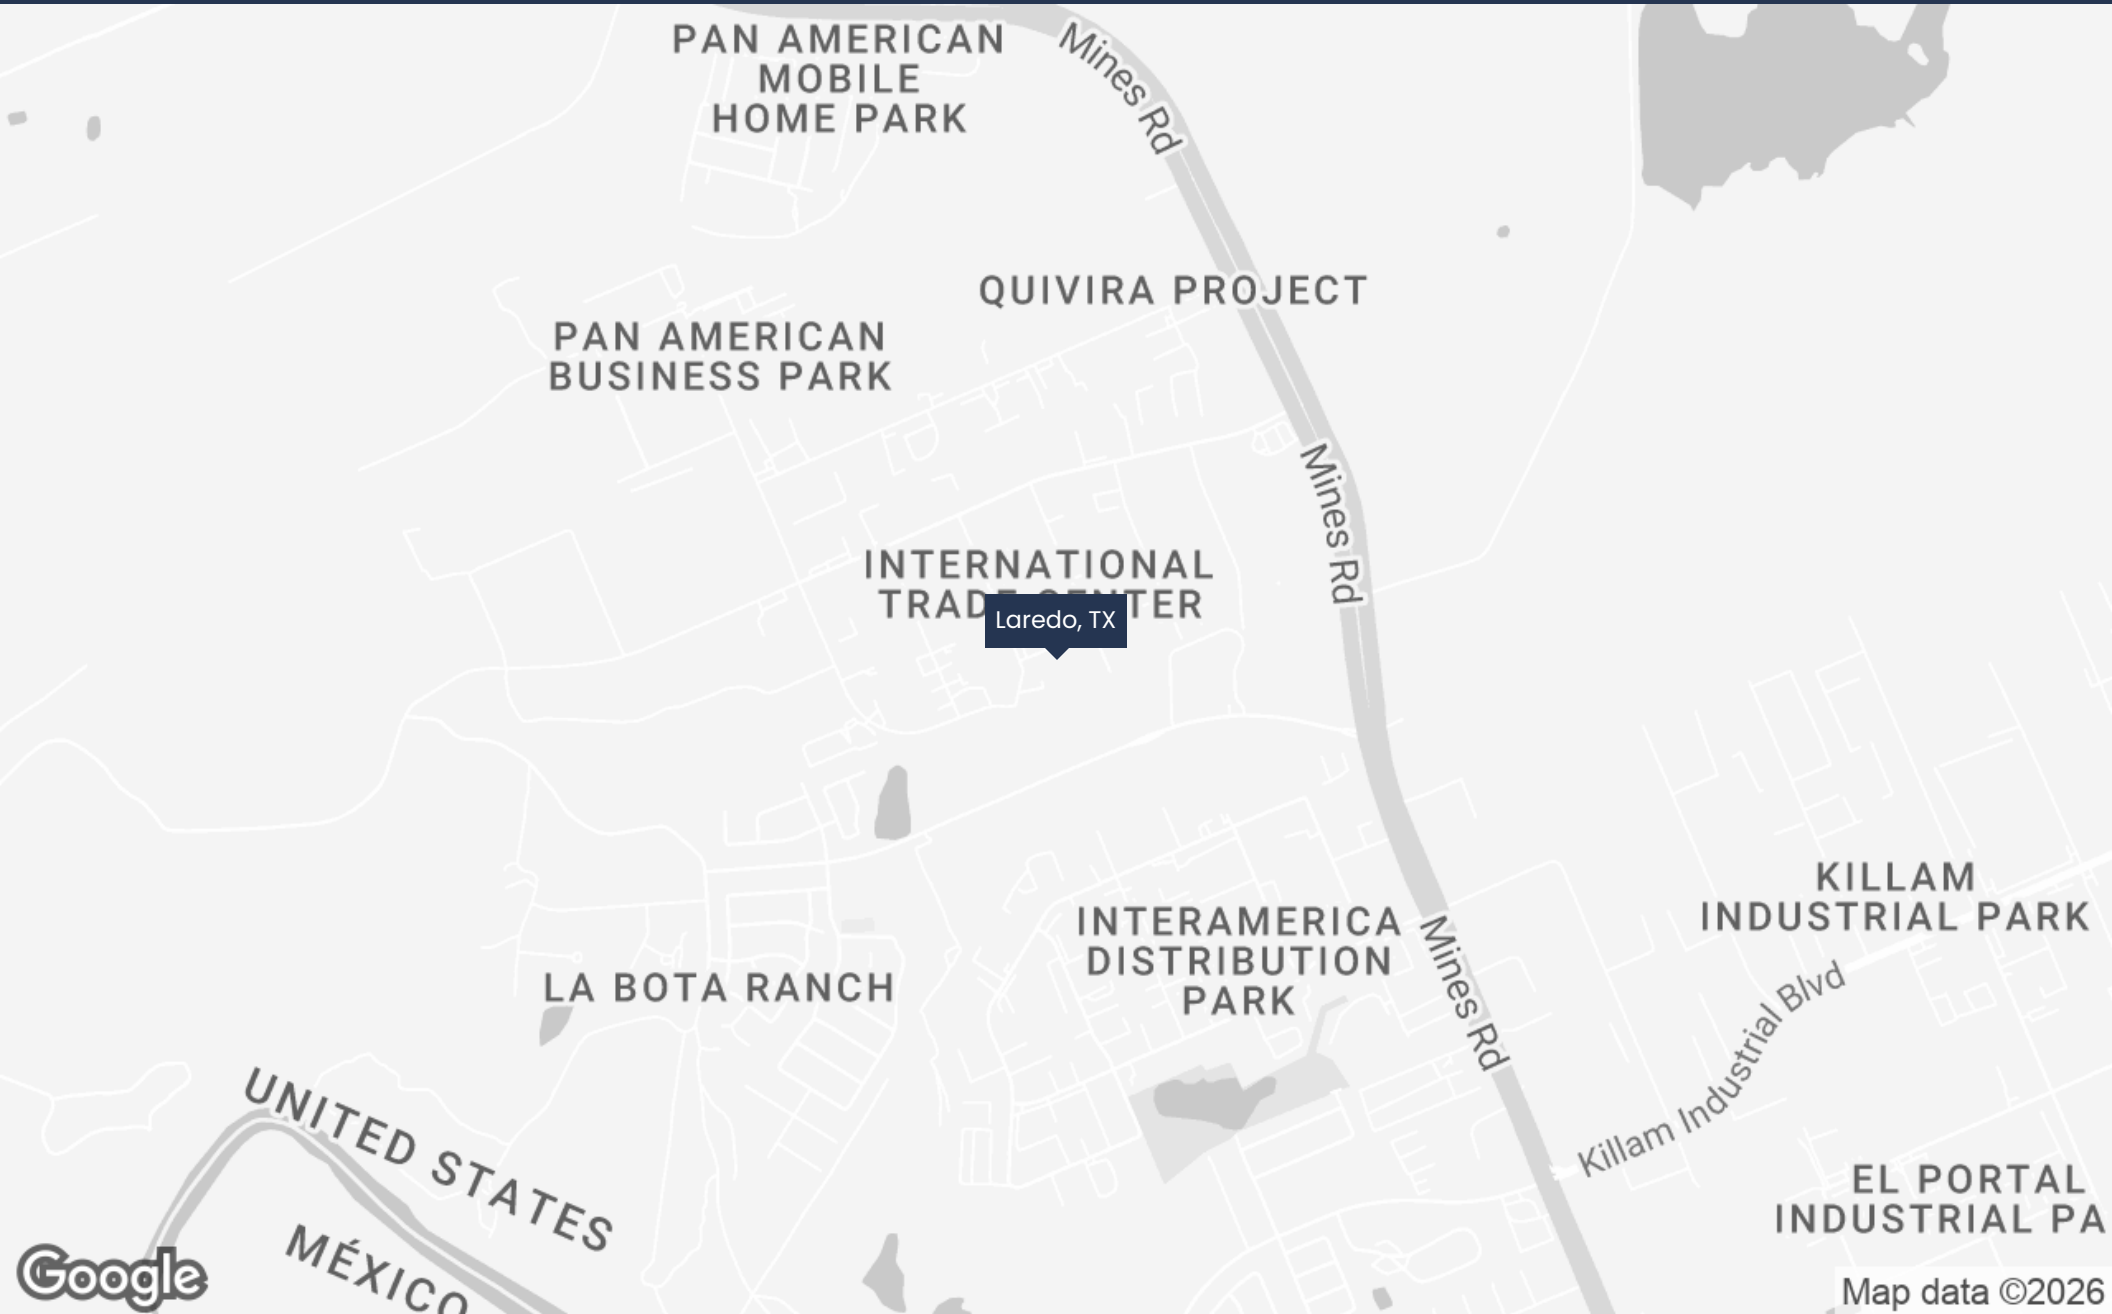 PAN AMERICAN
MOBILE
HOME PARK
Mines Rd
QUIVIRA PROJECT
PAN AMERICAN
BUSINESS PARK
Mines Rd
INTERNATIONAL
TRADE CENTER
Laredo, TX
KILLAM
INDUSTRIAL PARK
INTERAMERICA
DISTRIBUTION
PARK
Mines Rd
LA BOTA RANCH
Killam Industrial Blvd
UNITED STATES
MÉXICO
EL PORTAL
INDUSTRIAL PA
Google
Map data ©2026